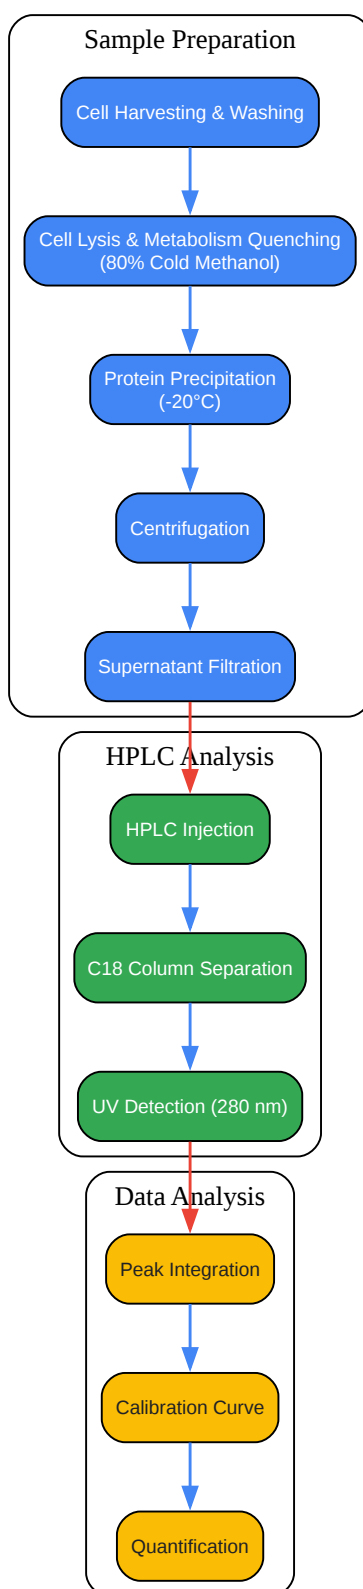 Sample Preparation
Cell Harvesting & Washing
Cell Lysis & Metabolism Quenching
(80% Cold Methanol)
Protein Precipitation
(-20°C)
Centrifugation
Supernatant Filtration
HPLC Analysis
HPLC Injection
C18 Column Separation
UV Detection (280 nm)
Data Analysis
Peak Integration
Calibration Curve
Quantification